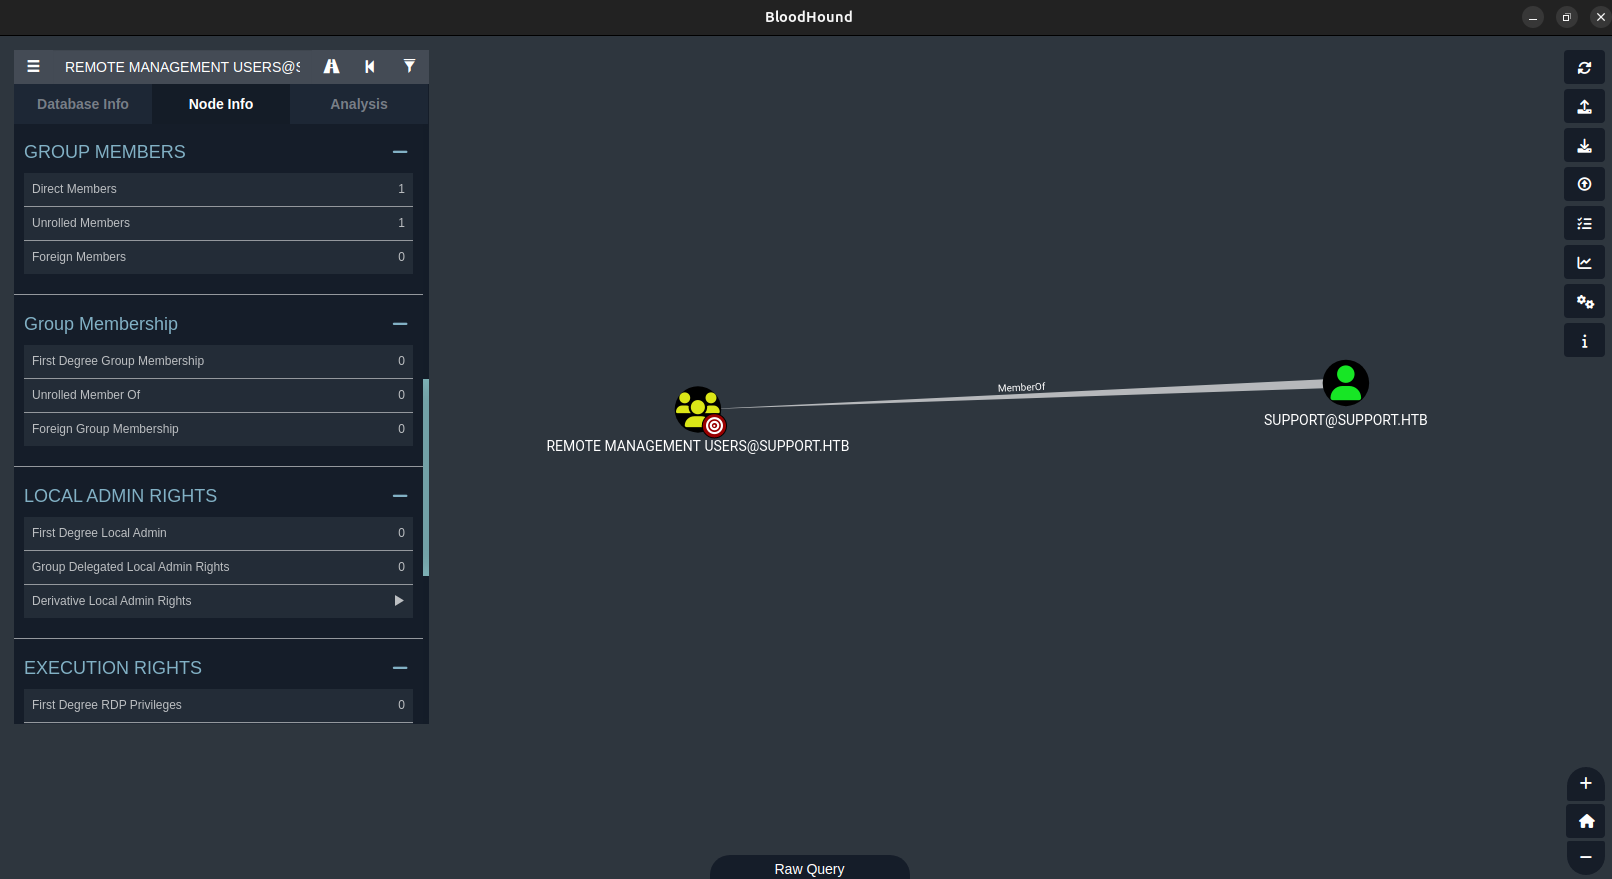 BloodHound
REMOTE MANAGEMENT USERS@S
Database Info
Node Info
Analysis
GROUP MEMBERS
Direct Members 1
Unrolled Members 1
Foreign Members 0
Group Membership
First Degree Group Membership 0
Unrolled Member Of 0
Foreign Group Membership 0
LOCAL ADMIN RIGHTS
First Degree Local Admin 0
Group Delegated Local Admin Rights 0
Derivative Local Admin Rights
EXECUTION RIGHTS
First Degree RDP Privileges 0
MemberOf
REMOTE MANAGEMENT USERS@SUPPORT.HTB
SUPPORT@SUPPORT.HTB
Raw Query